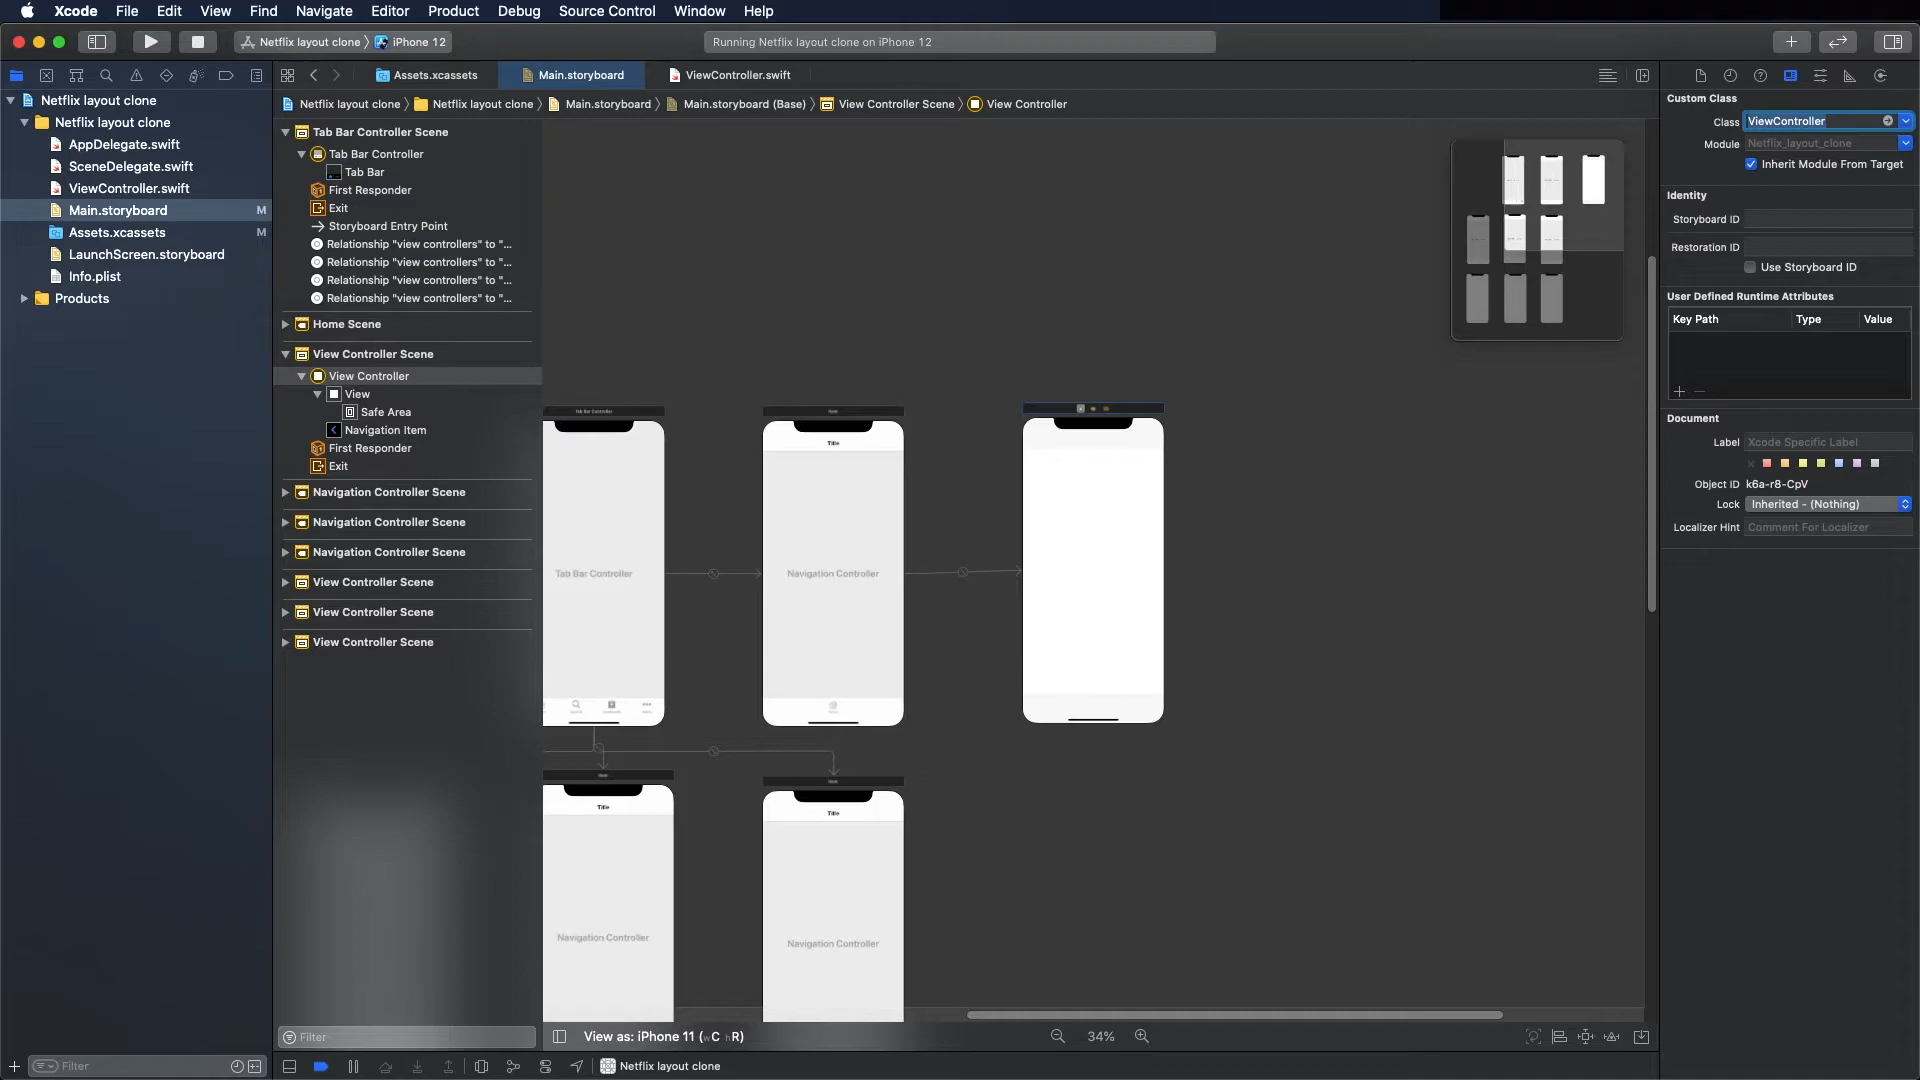 Xcode File Edit View Find Navigate Editor Product Debug Source Control Window Help
Netflix layout clone iPhone 12
Running Netflix layout clone on iPhone 12
Assets.xcassets
Main.storyboard
ViewController.swift
Netflix layout clone
Netflix layout clone
AppDelegate.swift
SceneDelegate.swift
ViewController.swift
Main.storyboard M
Assets.xcassets M
LaunchScreen.storyboard
Info.plist
Products
Filter
Netflix layout clone Netflix layout clone Main.storyboard Main.storyboard (Base) View Controller Scene View Controller
Tab Bar Controller Scene
Tab Bar Controller
Tab Bar
First Responder
Exit
Storyboard Entry Point
Relationship "view controllers" to "...
Relationship "view controllers" to "...
Relationship "view controllers" to "...
Relationship "view controllers" to "...
Home Scene
View Controller Scene
View Controller
View
Safe Area
Navigation Item
First Responder
Exit
Navigation Controller Scene
Navigation Controller Scene
Navigation Controller Scene
View Controller Scene
View Controller Scene
View Controller Scene
Filter
Tab Bar Controller
Tab Bar Controller
Title
Navigation Controller
Title
Navigation Controller
Title
Navigation Controller
View as: iPhone 11 (wC hR)
34%
Netflix layout clone
Custom Class
Class ViewController
Module Netflix_layout_clone
Inherit Module From Target
Identity
Storyboard ID
Restoration ID
Use Storyboard ID
User Defined Runtime Attributes
Key Path Type Value
Document
Label Xcode Specific Label
Object ID k6a-r8-CpV
Lock Inherited - (Nothing)
Localizer Hint Comment For Localizer